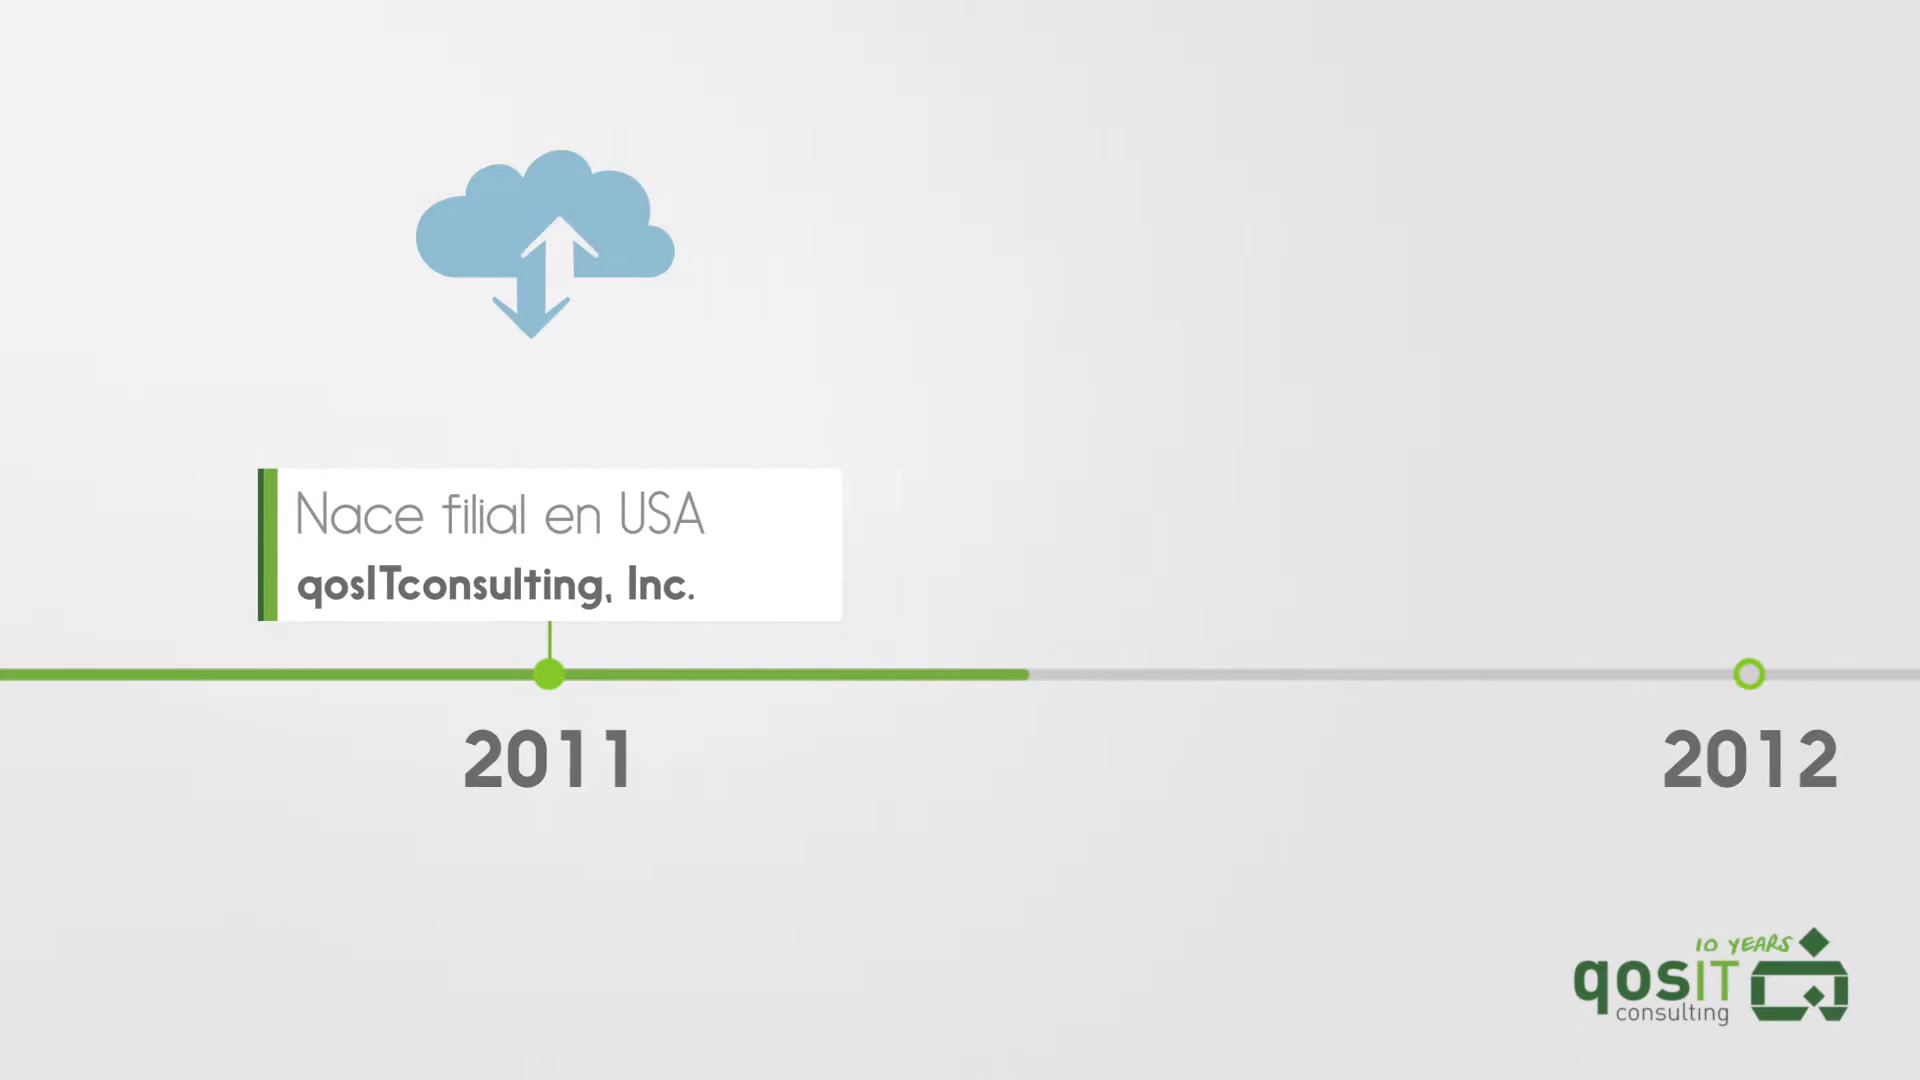 Nace filial en USA
qosITconsulting, Inc.
2011
2012
10 YEARS
qosIT
consulting